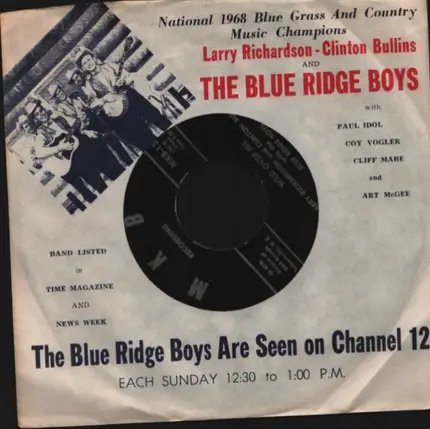 National 1968 Blue Grass And Country
Music Champions
Larry Richardson - Clinton Bullins
AND
THE BLUE RIDGE BOYS
with
PAUL IDOL
COY VOGLER
CLIFF MABE
and
ART McGEE
MKB
RECORDING
BAND LISTED
in
TIME MAGAZINE
AND
NEWS WEEK
The Blue Ridge Boys Are Seen on Channel 12
EACH SUNDAY 12:30 to 1:00 P.M.